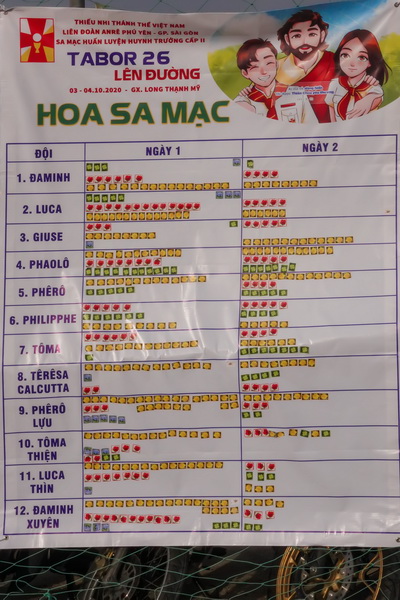 THIẾU NHI THÁNH THỂ VIỆT NAM
LIÊN ĐOÀN ANRÊ PHÚ YÊN - GP. SÀI GÒN
SA MẠC HUẤN LUYỆN HUYNH TRƯỞNG CẤP II
TABOR 26
LÊN ĐƯỜNG
03 - 04.10.2020 - GX. LONG THẠNH MỸ
HOA SA MẠC
ĐỘI NGÀY 1 NGÀY 2
1. ĐAMINH
2. LUCA
3. GIUSE
4. PHAOLÔ
5. PHÊRÔ
6. PHILIPPHE
7. TÔMA
8. TÊRÊSA
CALCUTTA
9. PHÊRÔ
LỰU
10. TÔMA
THIỆN
11. LUCA
THÌN
12. ĐAMINH
XUYÊN